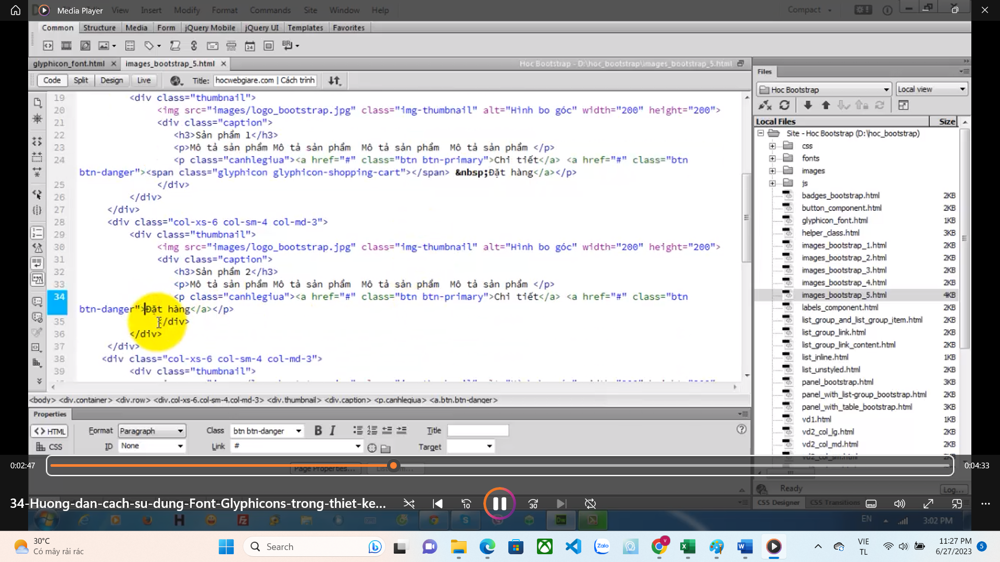 Media Player
View Insert Modify Format Commands Site Window Help
Compact
Common Structure Media Form jQuery Mobile jQuery UI Templates Favorites
glyphicon_font.html images_bootstrap_5.html
Hoc Bootstrap - D:\hoc_bootstrap\images_bootstrap_5.html
Code Split Design Live Title: hocwebgiare.com | Cách trình
19 <div class="thumbnail">
20 <img src="images/logo_bootstrap.jpg" class="img-thumbnail" alt="Hình bo góc" width="200" height="200">
21 <div class="caption">
22 <h3>Sản phẩm 1</h3>
23 <p>Mô tả sản phẩm Mô tả sản phẩm  Mô tả sản phẩm  Mô tả sản phẩm </p>
24 <p class="canhlegiua"><a href="#" class="btn btn-primary">Chi tiết</a> <a href="#" class="btn
btn-danger"><span class="glyphicon glyphicon-shopping-cart"></span> &nbsp;Đặt hàng</a></p>
25 </div>
26 </div>
27 </div>
28 <div class="col-xs-6 col-sm-4 col-md-3">
29 <div class="thumbnail">
30 <img src="images/logo_bootstrap.jpg" class="img-thumbnail" alt="Hình bo góc" width="200" height="200">
31 <div class="caption">
32 <h3>Sản phẩm 2</h3>
33 <p>Mô tả sản phẩm Mô tả sản phẩm  Mô tả sản phẩm  Mô tả sản phẩm </p>
34 <p class="canhlegiua"><a href="#" class="btn btn-primary">Chi tiết</a> <a href="#" class="btn
btn-danger">Đặt hàng</a></p>
35 </div>
36 </div>
37 </div>
38 <div class="col-xs-6 col-sm-4 col-md-3">
39 <div class="thumbnail">
<body> <div.container> <div.row> <div.col-xs-6.col-sm-4.col-md-3> <div.thumbnail> <div.caption> <p.canhlegiua> <a.btn.btn-danger>
Properties
<> HTML Format Paragraph Class btn btn-danger B I Title
CSS ID None Link # Target
Page Properties...
Files
Hoc Bootstrap Local view
Local Files Size
Site - Hoc Bootstrap (D:\hoc_bootstrap)
css
fonts
images
js
badges_bootstrap.html 2KB
button_component.html 2KB
glyphicon_font.html 1KB
helper_class.html 3KB
images_bootstrap_1.html 2KB
images_bootstrap_2.html 2KB
images_bootstrap_3.html 2KB
images_bootstrap_4.html 2KB
images_bootstrap_5.html 4KB
labels_component.html 2KB
list_group_and_list_group_item.html 2KB
list_group_link.html 2KB
list_group_link_content.html 2KB
list_inline.html 1KB
list_unstyled.html 2KB
panel_bootstrap.html 3KB
panel_with_list-group_bootstrap.html 2KB
panel_with_table_bootstrap.html 2KB
vd1.html 1KB
vd2_col_lg.html 2KB
vd2_col_md.html 2KB
vd2_col_sm.html 2KB
Ready Log...
CSS Designer CSS Transitions
0:02:47 0:04:33
34-Huong-dan-cach-su-dung-Font-Glyphicons-trong-thiet-ke...
10 30
EN 3:02 PM
30°C
Có mây rải rác
Search
Zalo
VIE
TL
11:27 PM
6/27/2023
5